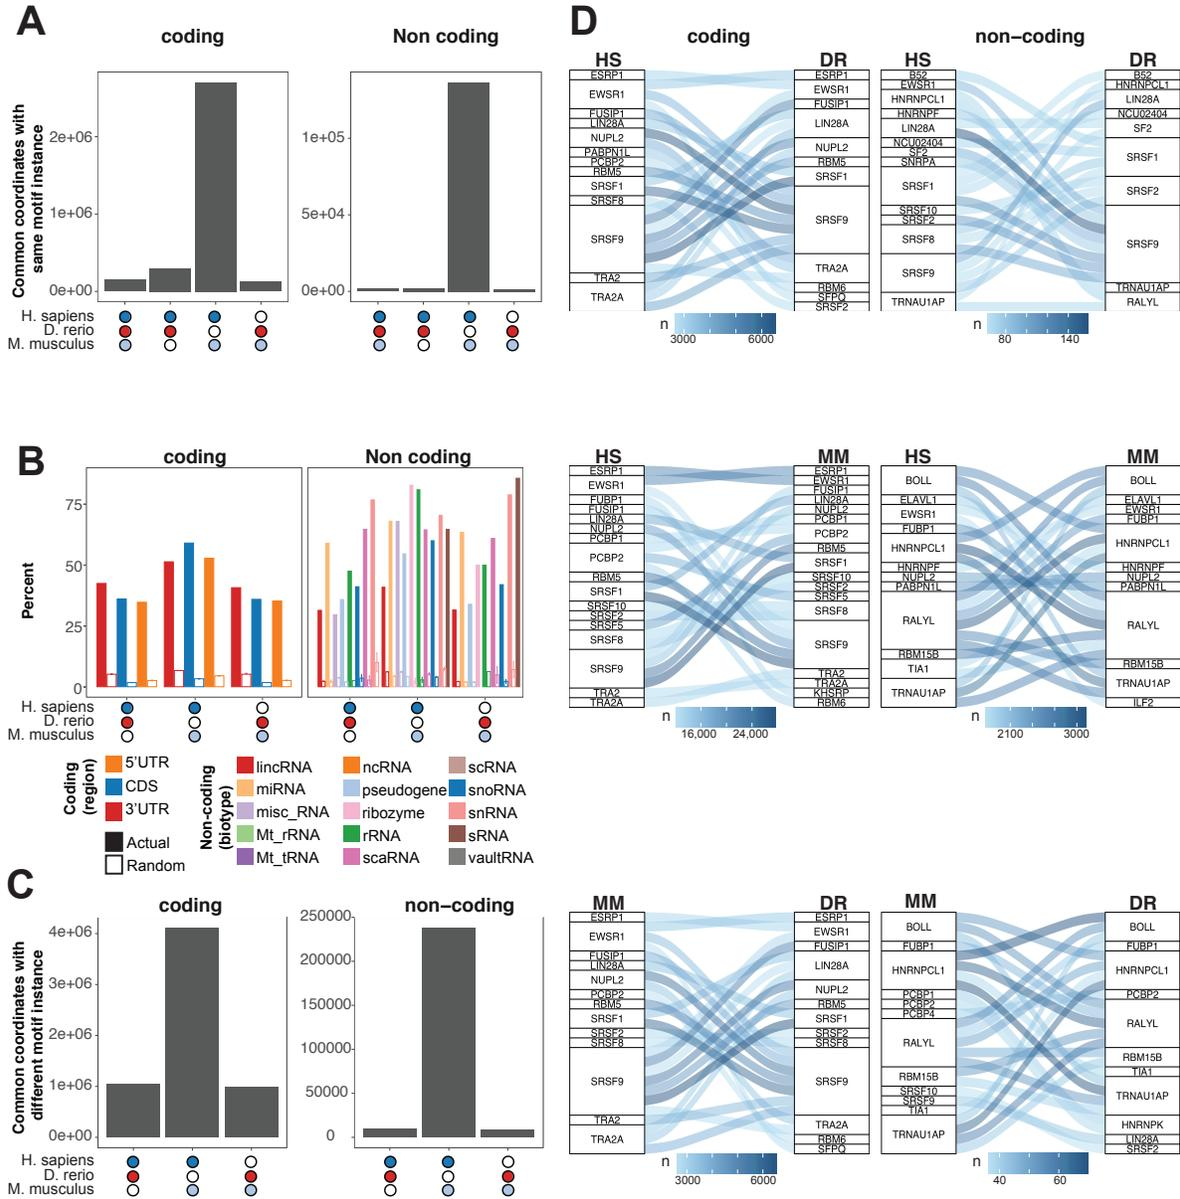 A
coding
Non coding
Common coordinates with
same motif instance
2e+06
1e+06
0e+00
1e+05
5e+04
0e+00
H. sapiens
D. rerio
M. musculus
B
coding
Non coding
Percent
75
50
25
0
H. sapiens
D. rerio
M. musculus
Coding
(region)
5'UTR
CDS
3'UTR
Actual
Random
Non-coding
(biotype)
lincRNA
miRNA
misc_RNA
Mt_rRNA
Mt_tRNA
ncRNA
pseudogene
ribozyme
rRNA
scaRNA
scRNA
snoRNA
snRNA
sRNA
vaultRNA
C
coding
non-coding
Common coordinates with
different motif instance
4e+06
3e+06
2e+06
1e+06
0e+00
250000
200000
150000
100000
50000
0
H. sapiens
D. rerio
M. musculus
D
coding
non-coding
HS
ESRP1
EWSR1
FUSIP1
LIN28A
NUPL2
PABPN1L
PCBP2
RBM5
SRSF1
SRSF8
SRSF9
TRA2
TRA2A
DR
ESRP1
EWSR1
FUSIP1
LIN28A
NUPL2
RBM5
SRSF1
SRSF9
TRA2A
RBM6
SFPQ
SRSF2
n
3000 6000
HS
B52
EWSR1
HNRNPCL1
HNRNPF
LIN28A
NCU02404
SF2
SNRPA
SRSF1
SRSF10
SRSF2
SRSF8
SRSF9
TRNAU1AP
DR
B52
HNRNPCL1
LIN28A
NCU02404
SF2
SRSF1
SRSF2
SRSF9
TRNAU1AP
RALYL
n
80 140
HS
ESRP1
EWSR1
FUBP1
FUSIP1
LIN28A
NUPL2
PCBP1
PCBP2
RBM5
SRSF1
SRSF10
SRSF2
SRSF5
SRSF8
SRSF9
TRA2
TRA2A
MM
ESRP1
EWSR1
FUSIP1
LIN28A
NUPL2
PCBP1
PCBP2
RBM5
SRSF1
SRSF10
SRSF2
SRSF5
SRSF8
SRSF9
TRA2
TRA2A
KHSRP
RBM6
n
16,000 24,000
HS
BOLL
ELAVL1
EWSR1
FUBP1
HNRNPCL1
HNRNPF
NUPL2
PABPN1L
RALYL
RBM15B
TIA1
TRNAU1AP
MM
BOLL
ELAVL1
EWSR1
FUBP1
HNRNPCL1
HNRNPF
NUPL2
PABPN1L
RALYL
RBM15B
TRNAU1AP
ILF2
n
2100 3000
MM
ESRP1
EWSR1
FUSIP1
LIN28A
NUPL2
PCBP2
RBM5
SRSF1
SRSF2
SRSF8
SRSF9
TRA2
TRA2A
DR
ESRP1
EWSR1
FUSIP1
LIN28A
NUPL2
RBM5
SRSF1
SRSF2
SRSF8
SRSF9
TRA2A
RBM6
SFPQ
n
3000 6000
MM
BOLL
FUBP1
HNRNPCL1
PCBP1
PCBP2
PCBP4
RALYL
RBM15B
SRSF10
SRSF9
TIA1
TRNAU1AP
DR
BOLL
FUBP1
HNRNPCL1
PCBP2
RALYL
RBM15B
TIA1
TRNAU1AP
HNRNPK
LIN28A
SRSF2
n
40 60